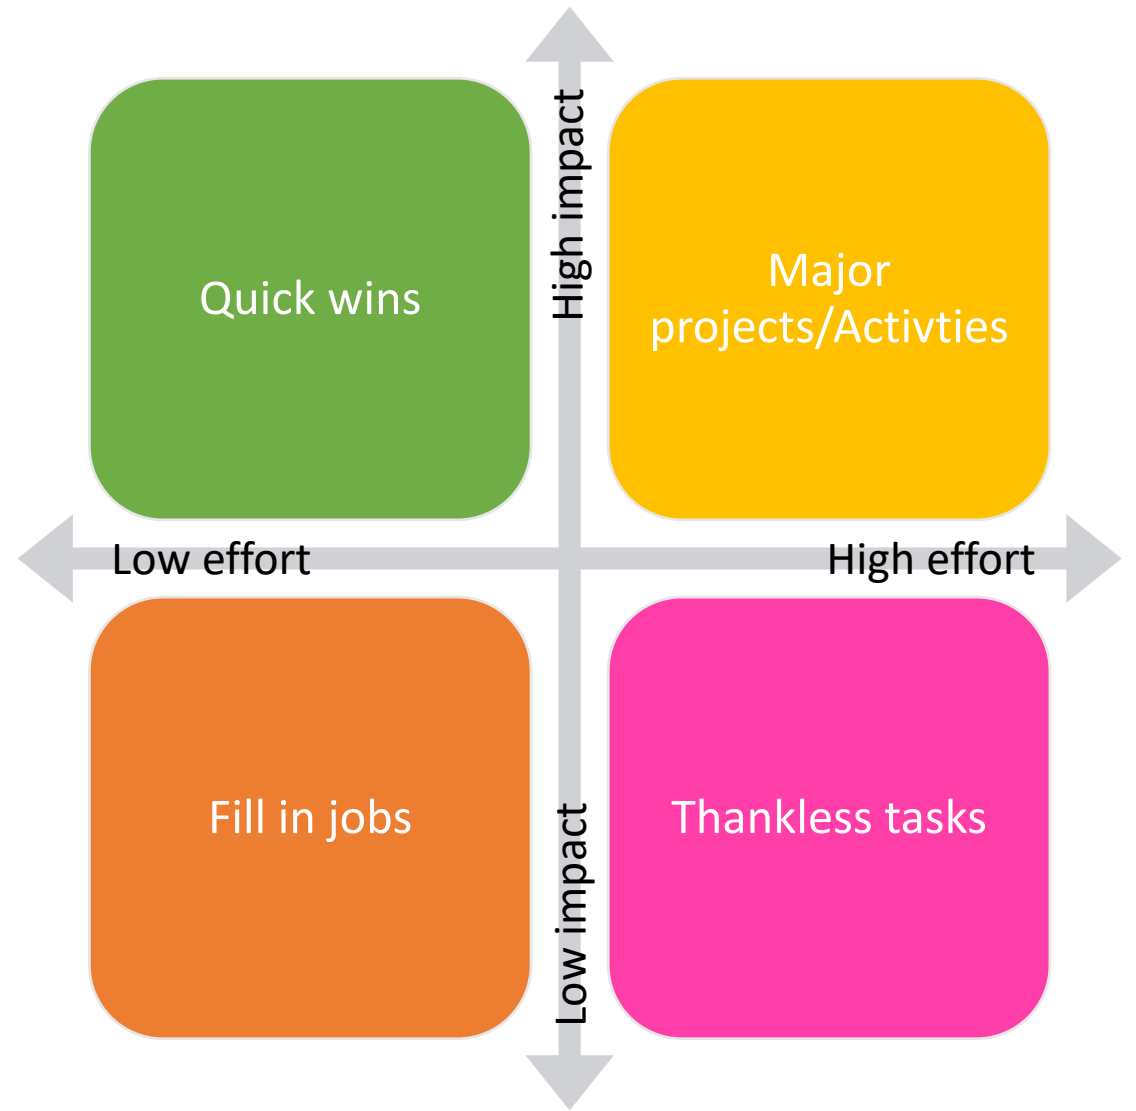 High impact
Quick wins
Major
projects/Activties
Low effort
High effort
Fill in jobs
Thankless tasks
Low impact